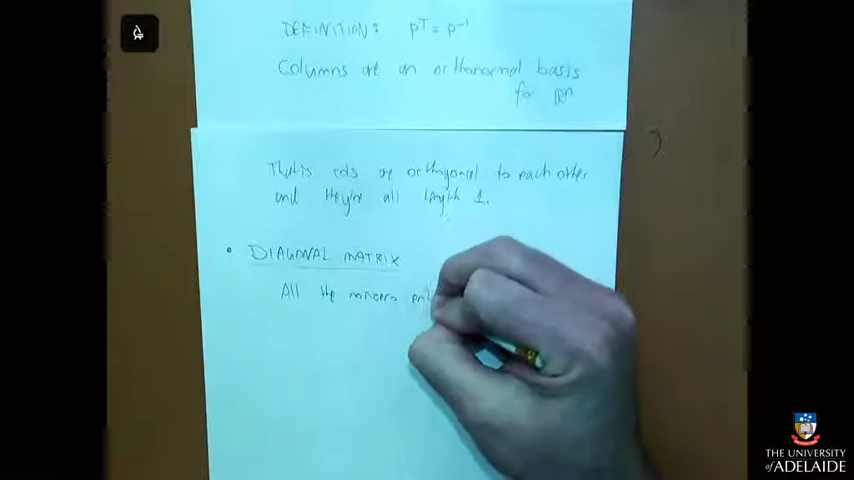 DEFINITION: P^T = P^-1
Columns are an orthonormal basis
for ℝ^n
That is cols are orthogonal to each other
and they're all length 1.
• DIAGONAL MATRIX
All the nonzero ent
THE UNIVERSITY
of ADELAIDE